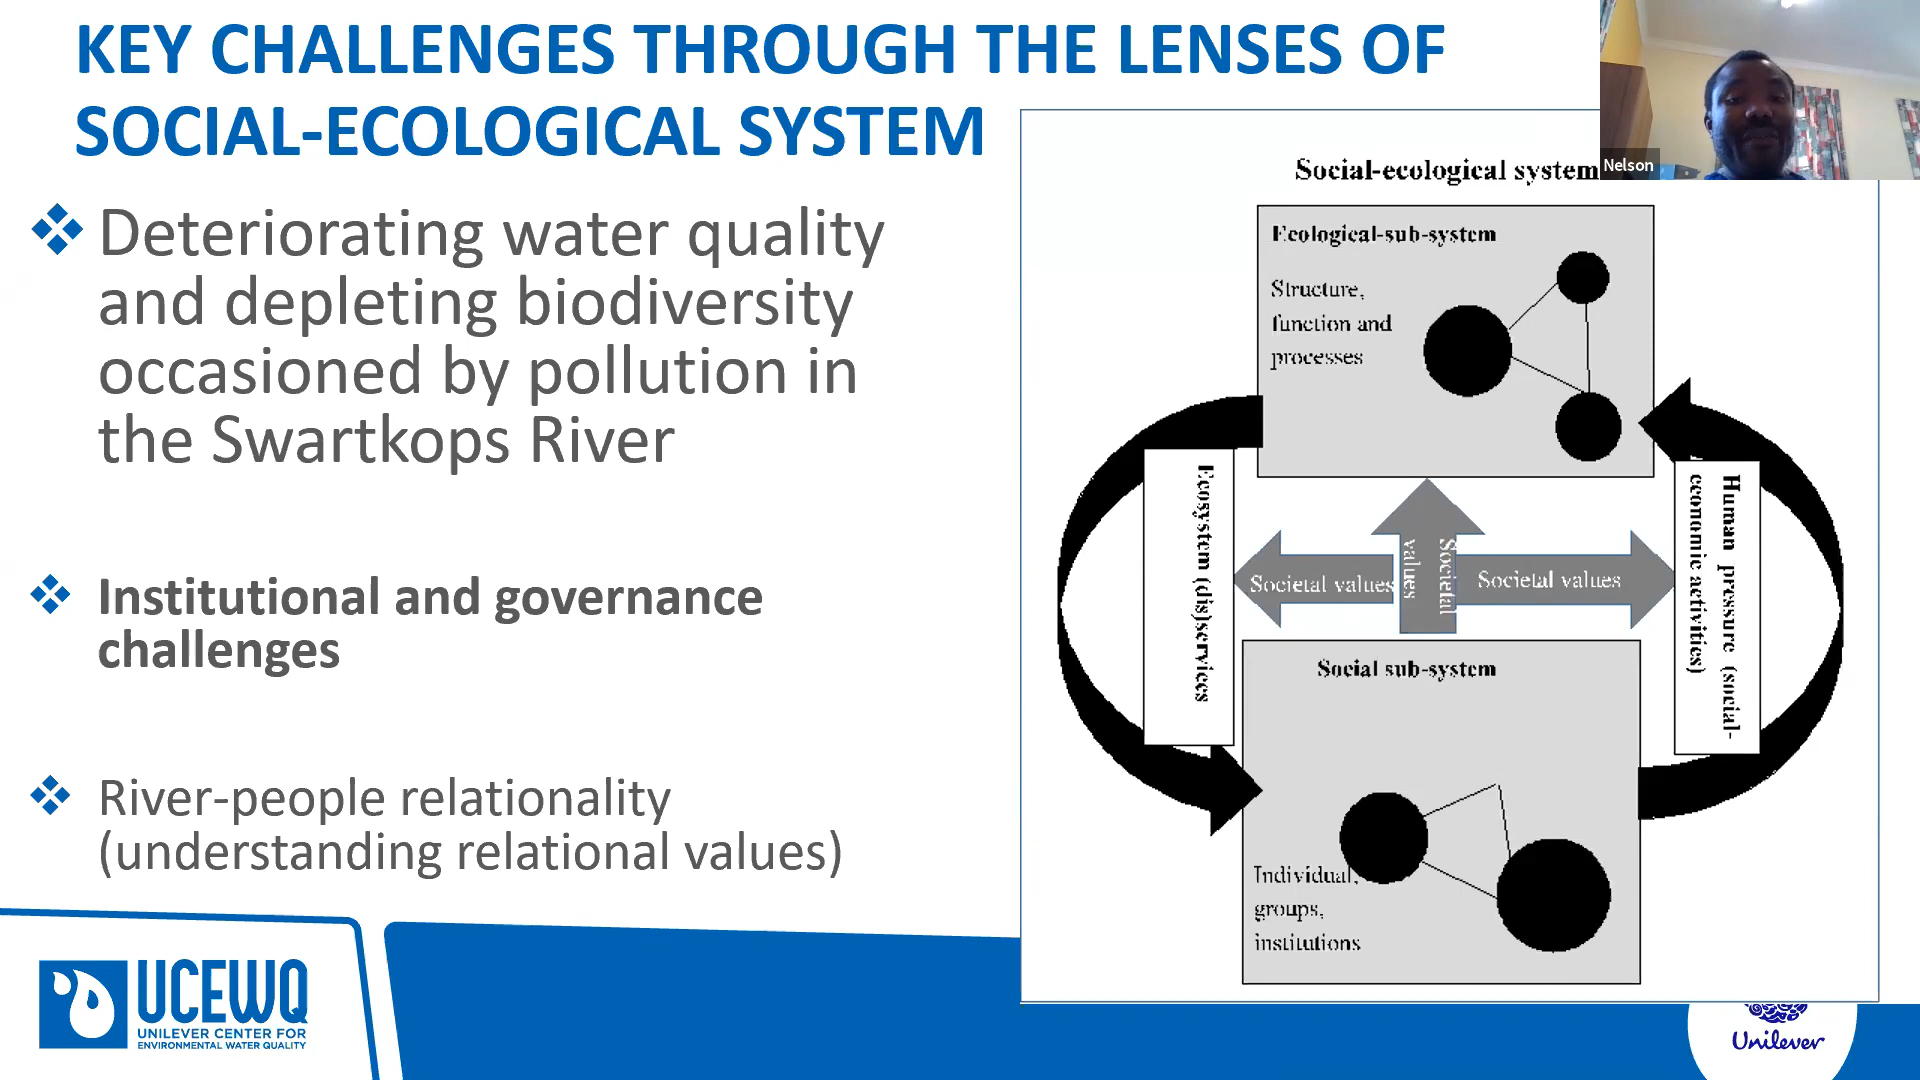 KEY CHALLENGES THROUGH THE LENSES OF
SOCIAL-ECOLOGICAL SYSTEM
Deteriorating water quality
and depleting biodiversity
occasioned by pollution in
the Swartkops River
Institutional and governance
challenges
River-people relationality
(understanding relational values)
Nelson
Social-ecological system
Ecological-sub-system
Structure,
function and
processes
Ecosystem (dis)services
Societal values
Societal
values
Societal values
Human pressure (social-
economic activities)
Social sub-system
Individual,
groups,
institutions
UCEWQ
UNILEVER CENTER FOR
ENVIRONMENTAL WATER QUALITY
Unilever